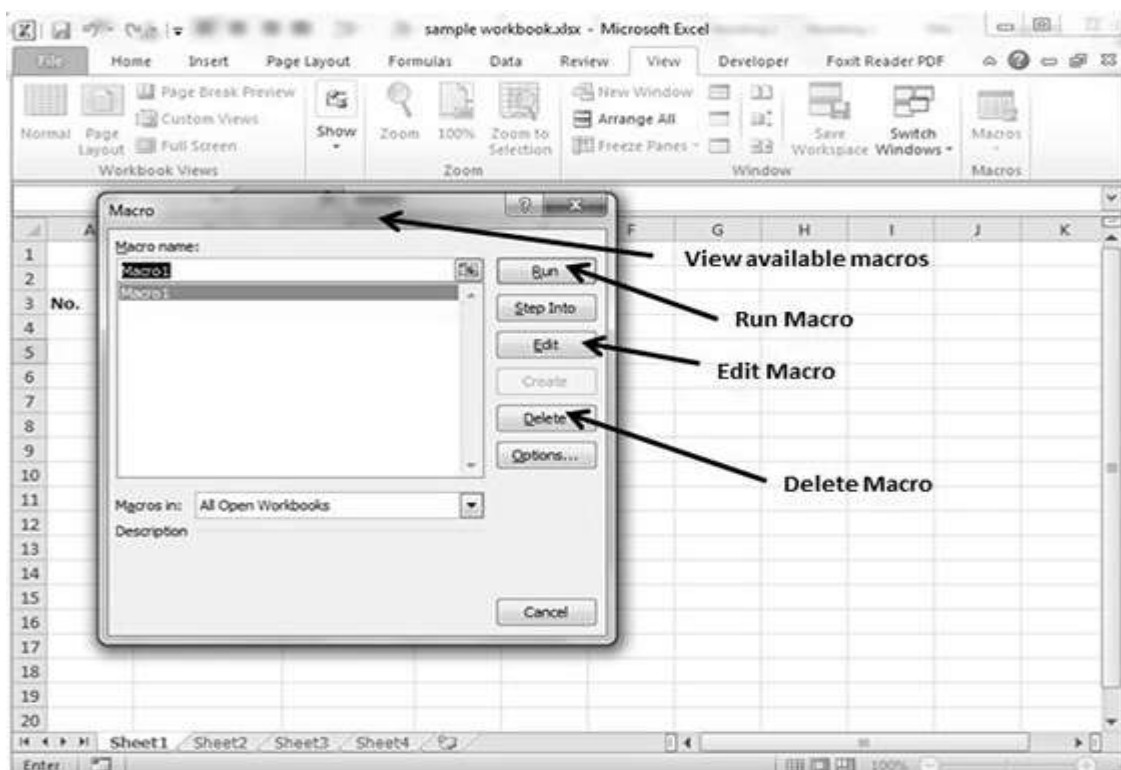 sample workbook.xlsx - Microsoft Excel
File Home Insert Page Layout Formulas Data Review View Developer Foxit Reader PDF
Normal
Page Layout
Page Break Preview
Custom Views
Full Screen
Workbook Views
Show
Zoom
100%
Zoom to Selection
Zoom
New Window
Arrange All
Freeze Panes
Save Workspace
Switch Windows
Window
Macros
Macros
A F G H I J K
1
2
3 No.
4
5
6
7
8
9
10
11
12
13
14
15
16
17
18
19
20
Macro
Macro name:
Macro1
Macro1
Run
Step Into
Edit
Create
Delete
Options...
Macros in: All Open Workbooks
Description
Cancel
View available macros
Run Macro
Edit Macro
Delete Macro
Sheet1 Sheet2 Sheet3 Sheet4
Enter 100%